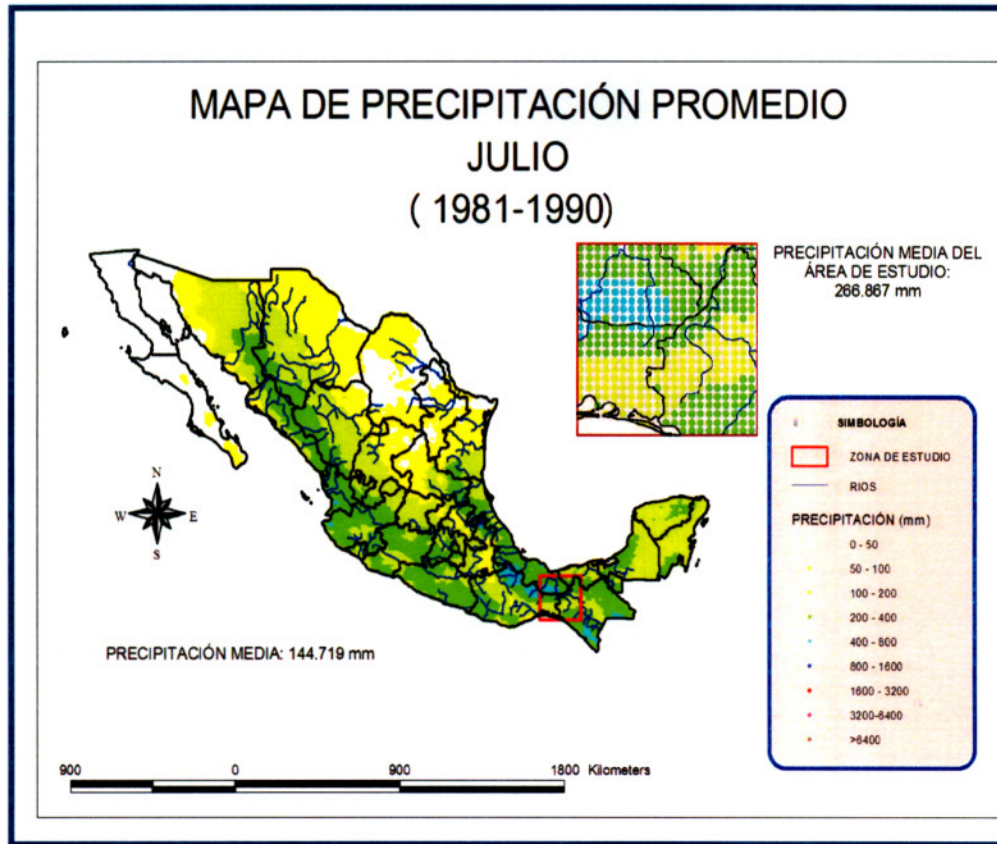 MAPA DE PRECIPITACIÓN PROMEDIO
JULIO
( 1981-1990)
PRECIPITACIÓN MEDIA DEL
ÁREA DE ESTUDIO:
266.867 mm
SIMBOLOGÍA
ZONA DE ESTUDIO
RIOS
PRECIPITACIÓN (mm)
0 - 50
50 - 100
100 - 200
200 - 400
400 - 800
800 - 1600
1600 - 3200
3200-6400
>6400
N
W E
S
PRECIPITACIÓN MEDIA: 144.719 mm
900 0 900 1800 Kilometers